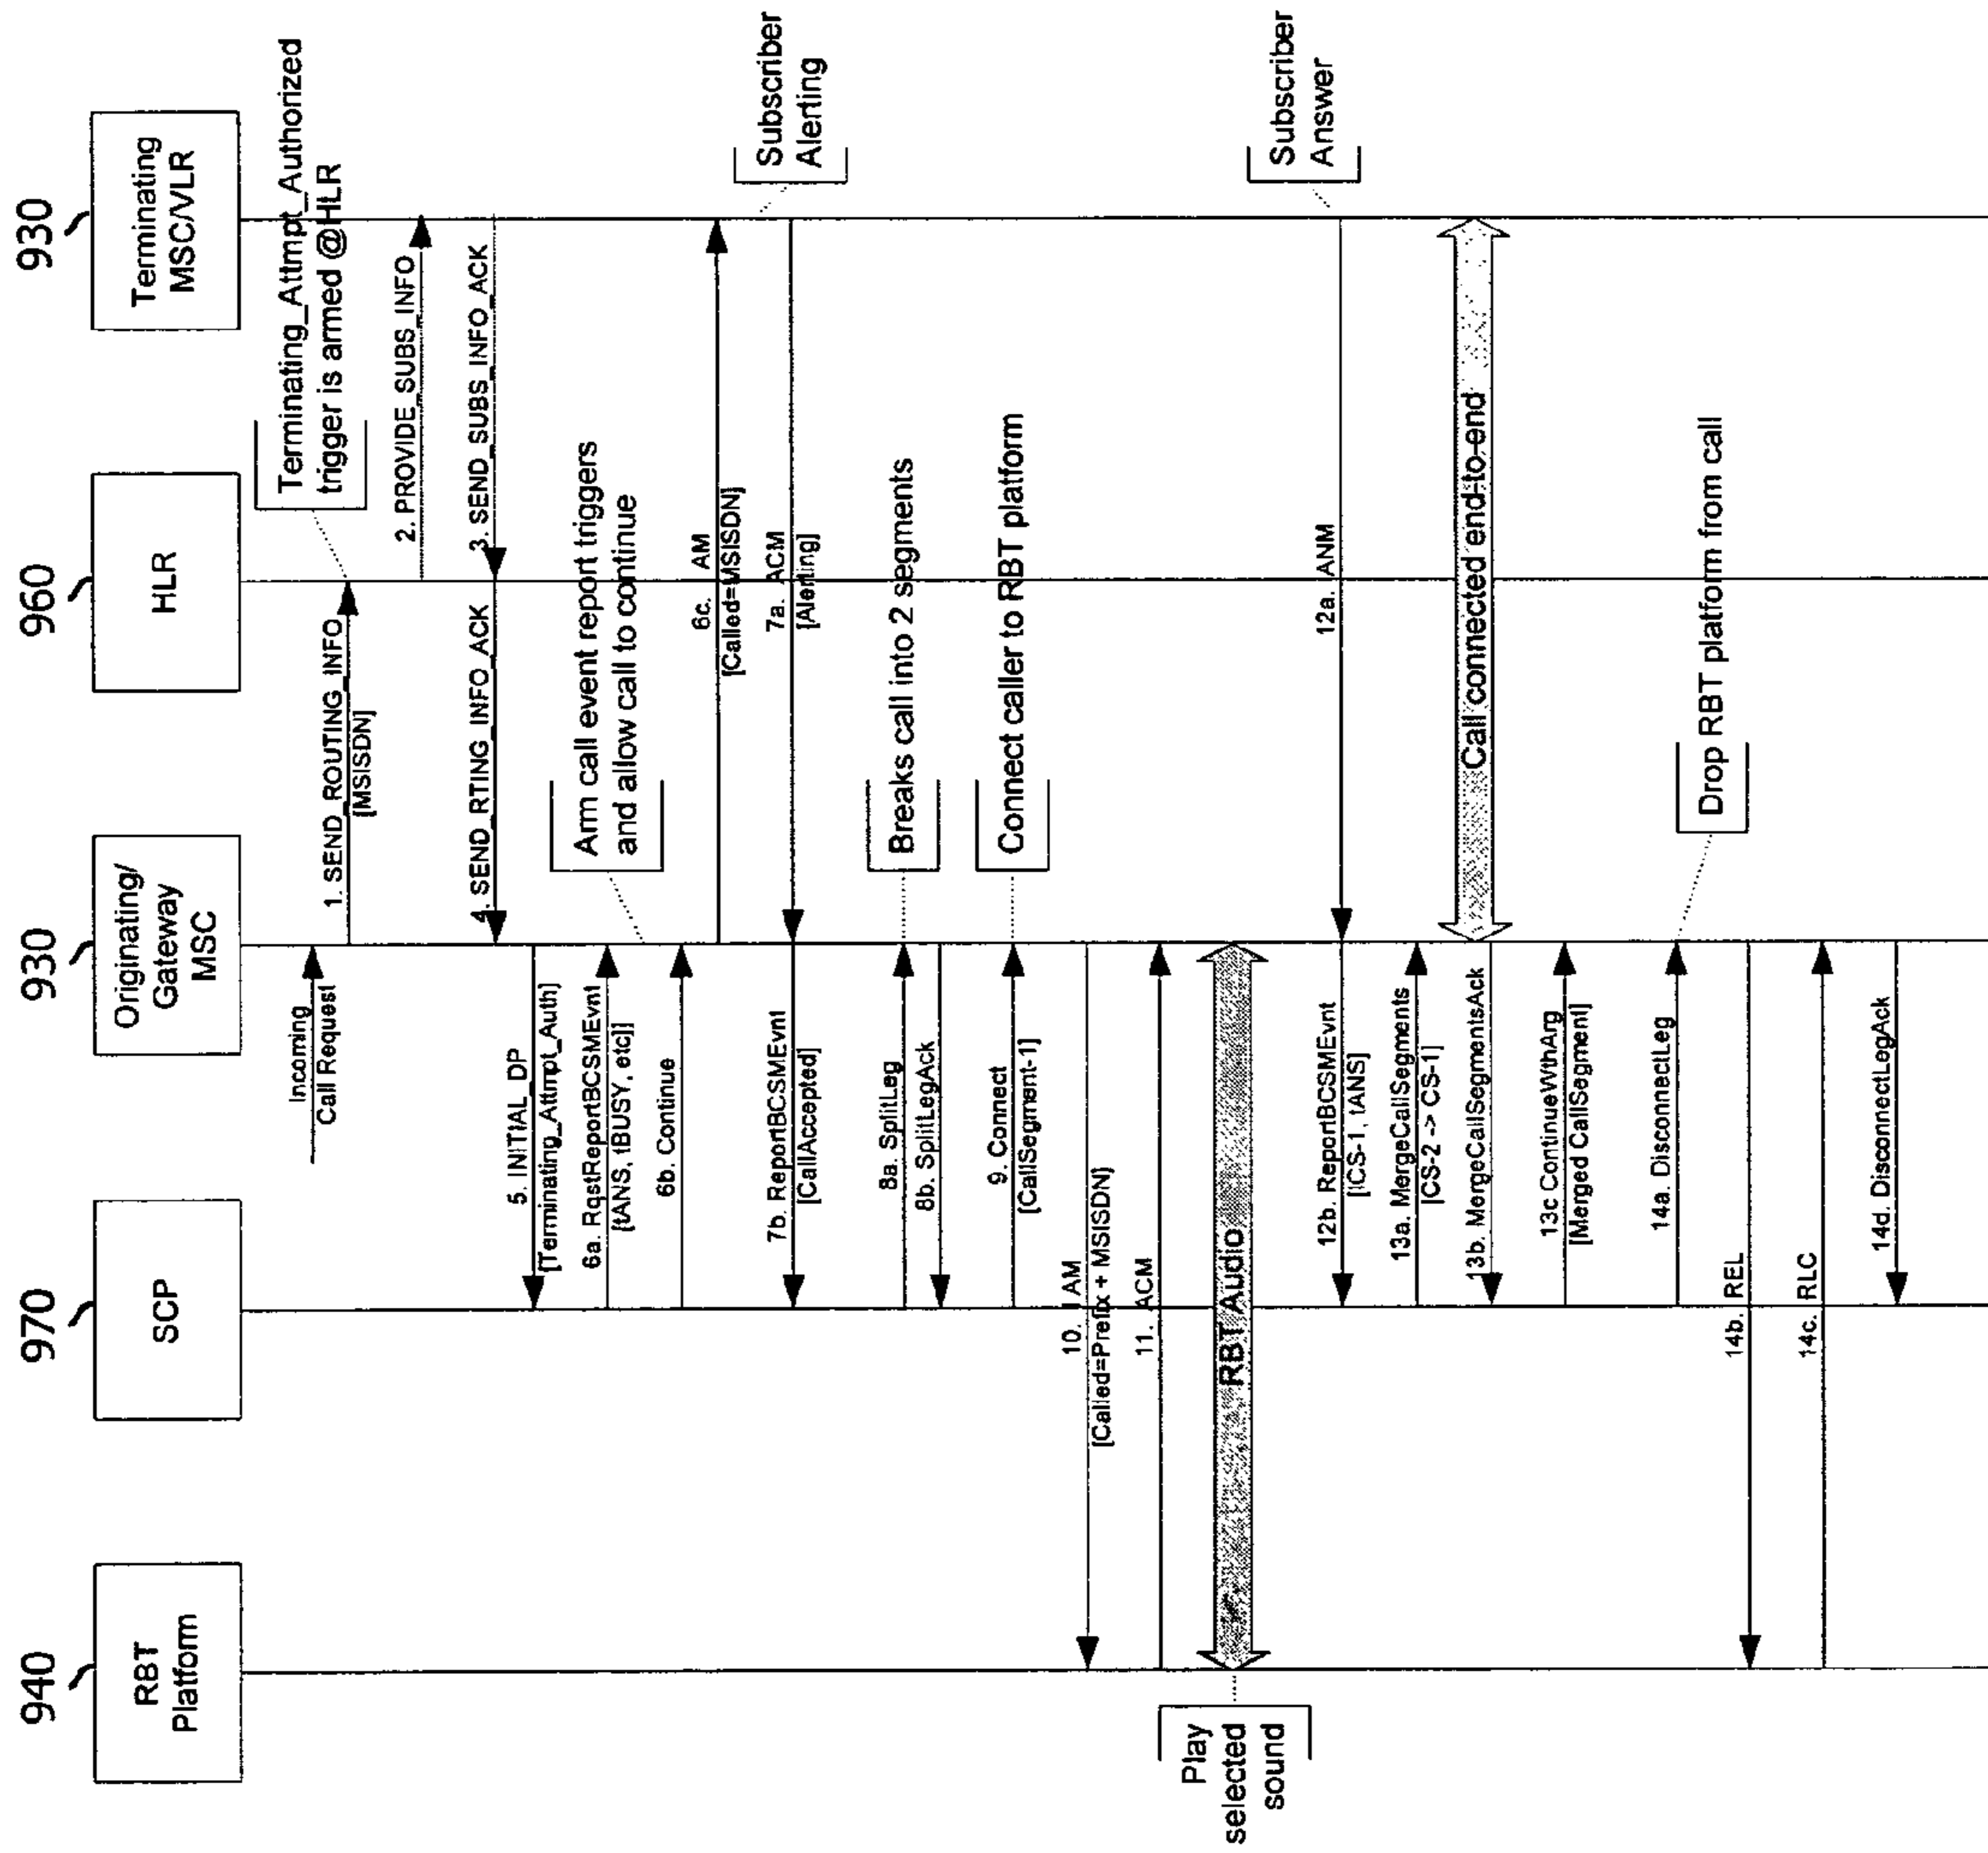 940
RBT
Platform
970
SCP
930
Originating/
Gateway
MSC
960
HLR
930
Terminating
MSC/VLR
Incoming
Call Request
1. SEND_ROUTING_INFO
[MSISDN]
Terminating_Attmpt_Authorized
trigger is armed @HLR
2. PROVIDE_SUBS_INFO
3. SEND_SUBS_INFO_ACK
4. SEND_RTING_INFO_ACK
5. INITIAL_DP
[Terminating_Attmpt_Auth]
6a. RqstReportBCSMEvnt
[tANS, tBUSY, etc]]
Arm call event report triggers
and allow call to continue
6b. Continue
6c. IAM
[Called=MSISDN]
Subscriber
Alerting
7a. ACM
[Alerting]
7b. ReportBCSMEvnt
[CallAccepted]
8a. SplitLeg
Breaks call into 2 segments
8b. SplitLegAck
9. Connect
[CallSegment-1]
Connect caller to RBT platform
10. IAM
[Called=Prefix + MSISDN)
11. ACM
Play
selected
sound
RBT Audio
Subscriber
Answer
12a. ANM
12b. ReportBCSMEvnt
[CS-1, tANS]
13a. MergeCallSegments
[CS-2 -> CS-1]
Call connected end-to-end
13b. MergeCallSegmentsAck
13c ContinueWthArg
[Merged CallSegment]
14a. DisconnectLeg
Drop RBT platform from call
14b. REL
14c. RLC
14d. DisconnectLegAck